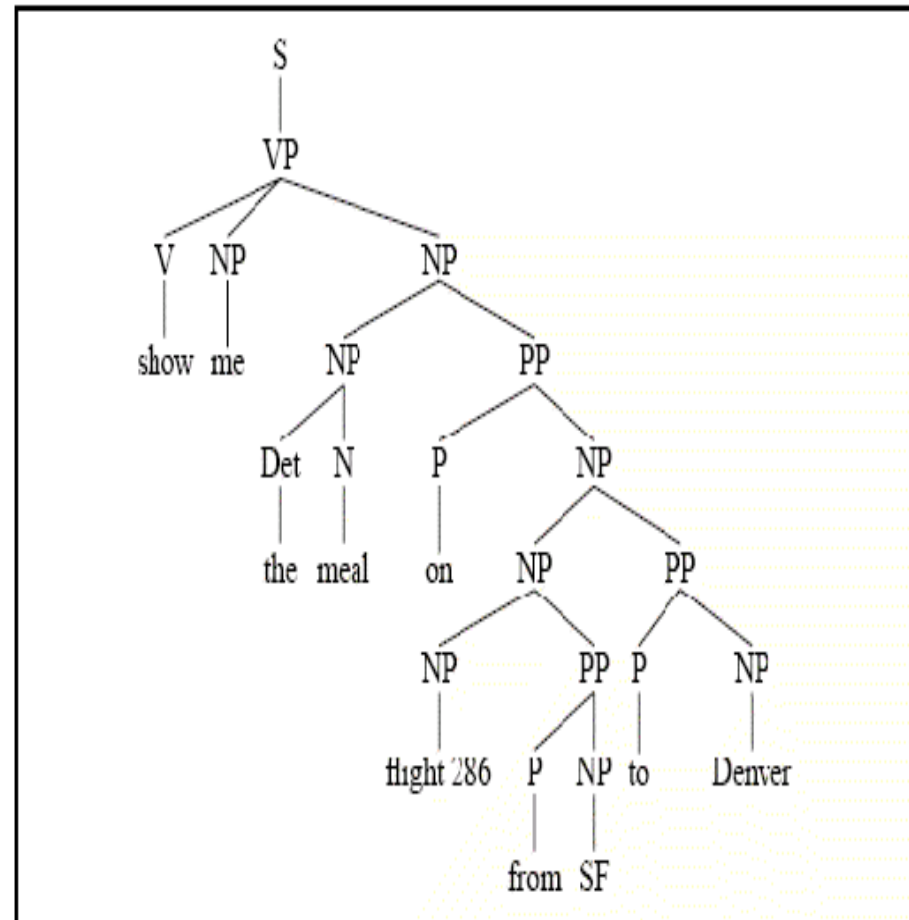 S
VP
V NP NP
show me NP PP
Det N P NP
the meal on NP PP
NP PP P NP
flight 286 P NP to Denver
from SF